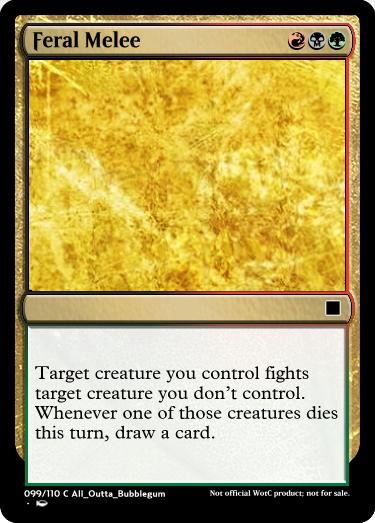 Feral Melee
Target creature you control fights
target creature you don't control.
Whenever one of those creatures dies
this turn, draw a card.
099/110 C All_Outta_Bubblegum
Not official WotC product; not for sale.